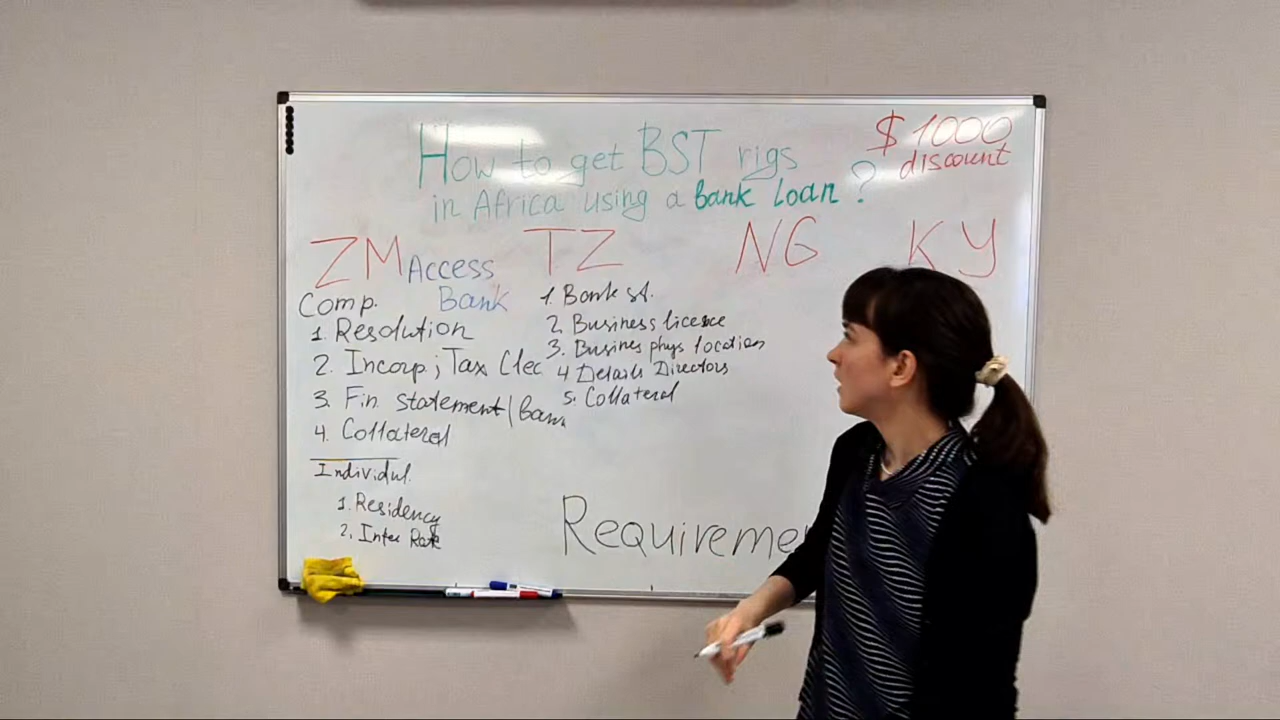 How to get BST rigs
in Africa using a bank loan?
$ 1000
discount
ZM Access
Bank
Comp.
1. Resolution
2. Incorp; Tax Clec
3. Fin statement/Ban
4. Collateral
Individul.
1. Residency
2. Inter Rate
TZ
1. Bank st.
2. Business licence
3. Busines phys location
4 Details Directors
5. Collateral
NG
KY
Requireme